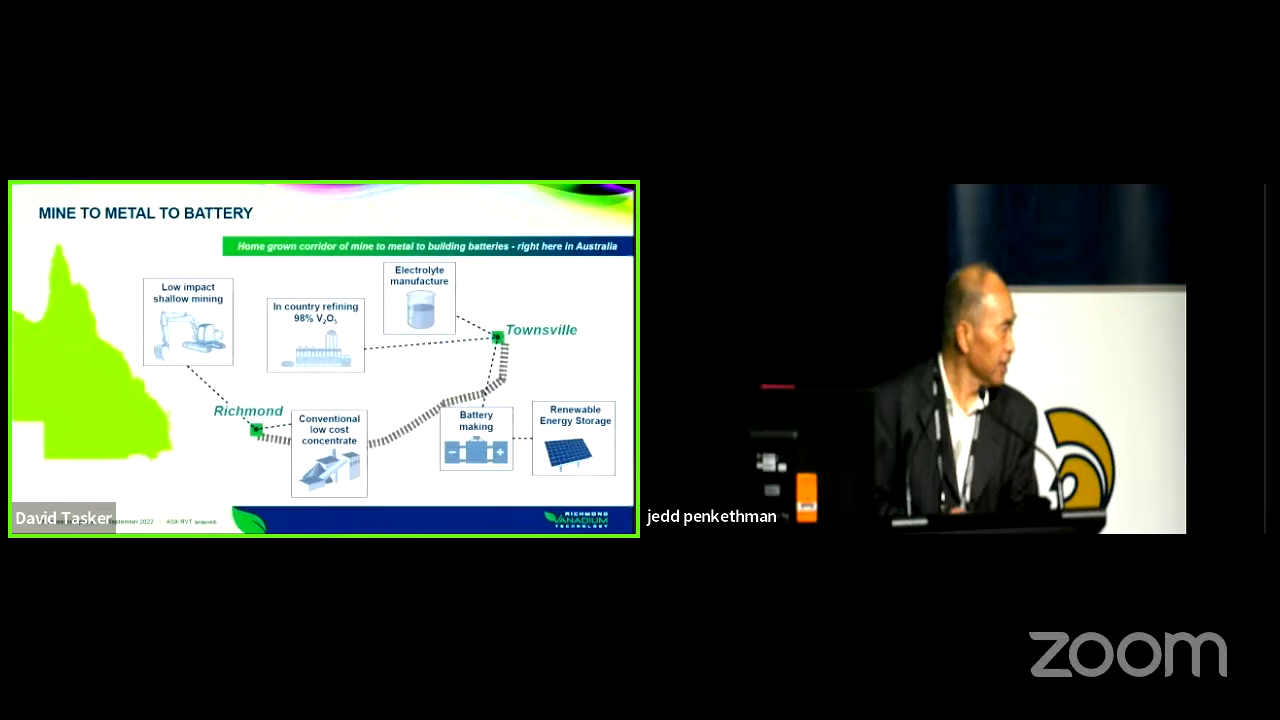 MINE TO METAL TO BATTERY
Home grown corridor of mine to metal to building batteries - right here in Australia
Low impact
shallow mining
In country refining
98% V₂O₅
Electrolyte
manufacture
Townsville
Richmond
Conventional
low cost
concentrate
Battery
making
Renewable
Energy Storage
David Tasker
September 2022 - ASX RVT
RICHMOND
VANADIUM
TECHNOLOGY
jedd penkethman
zoom